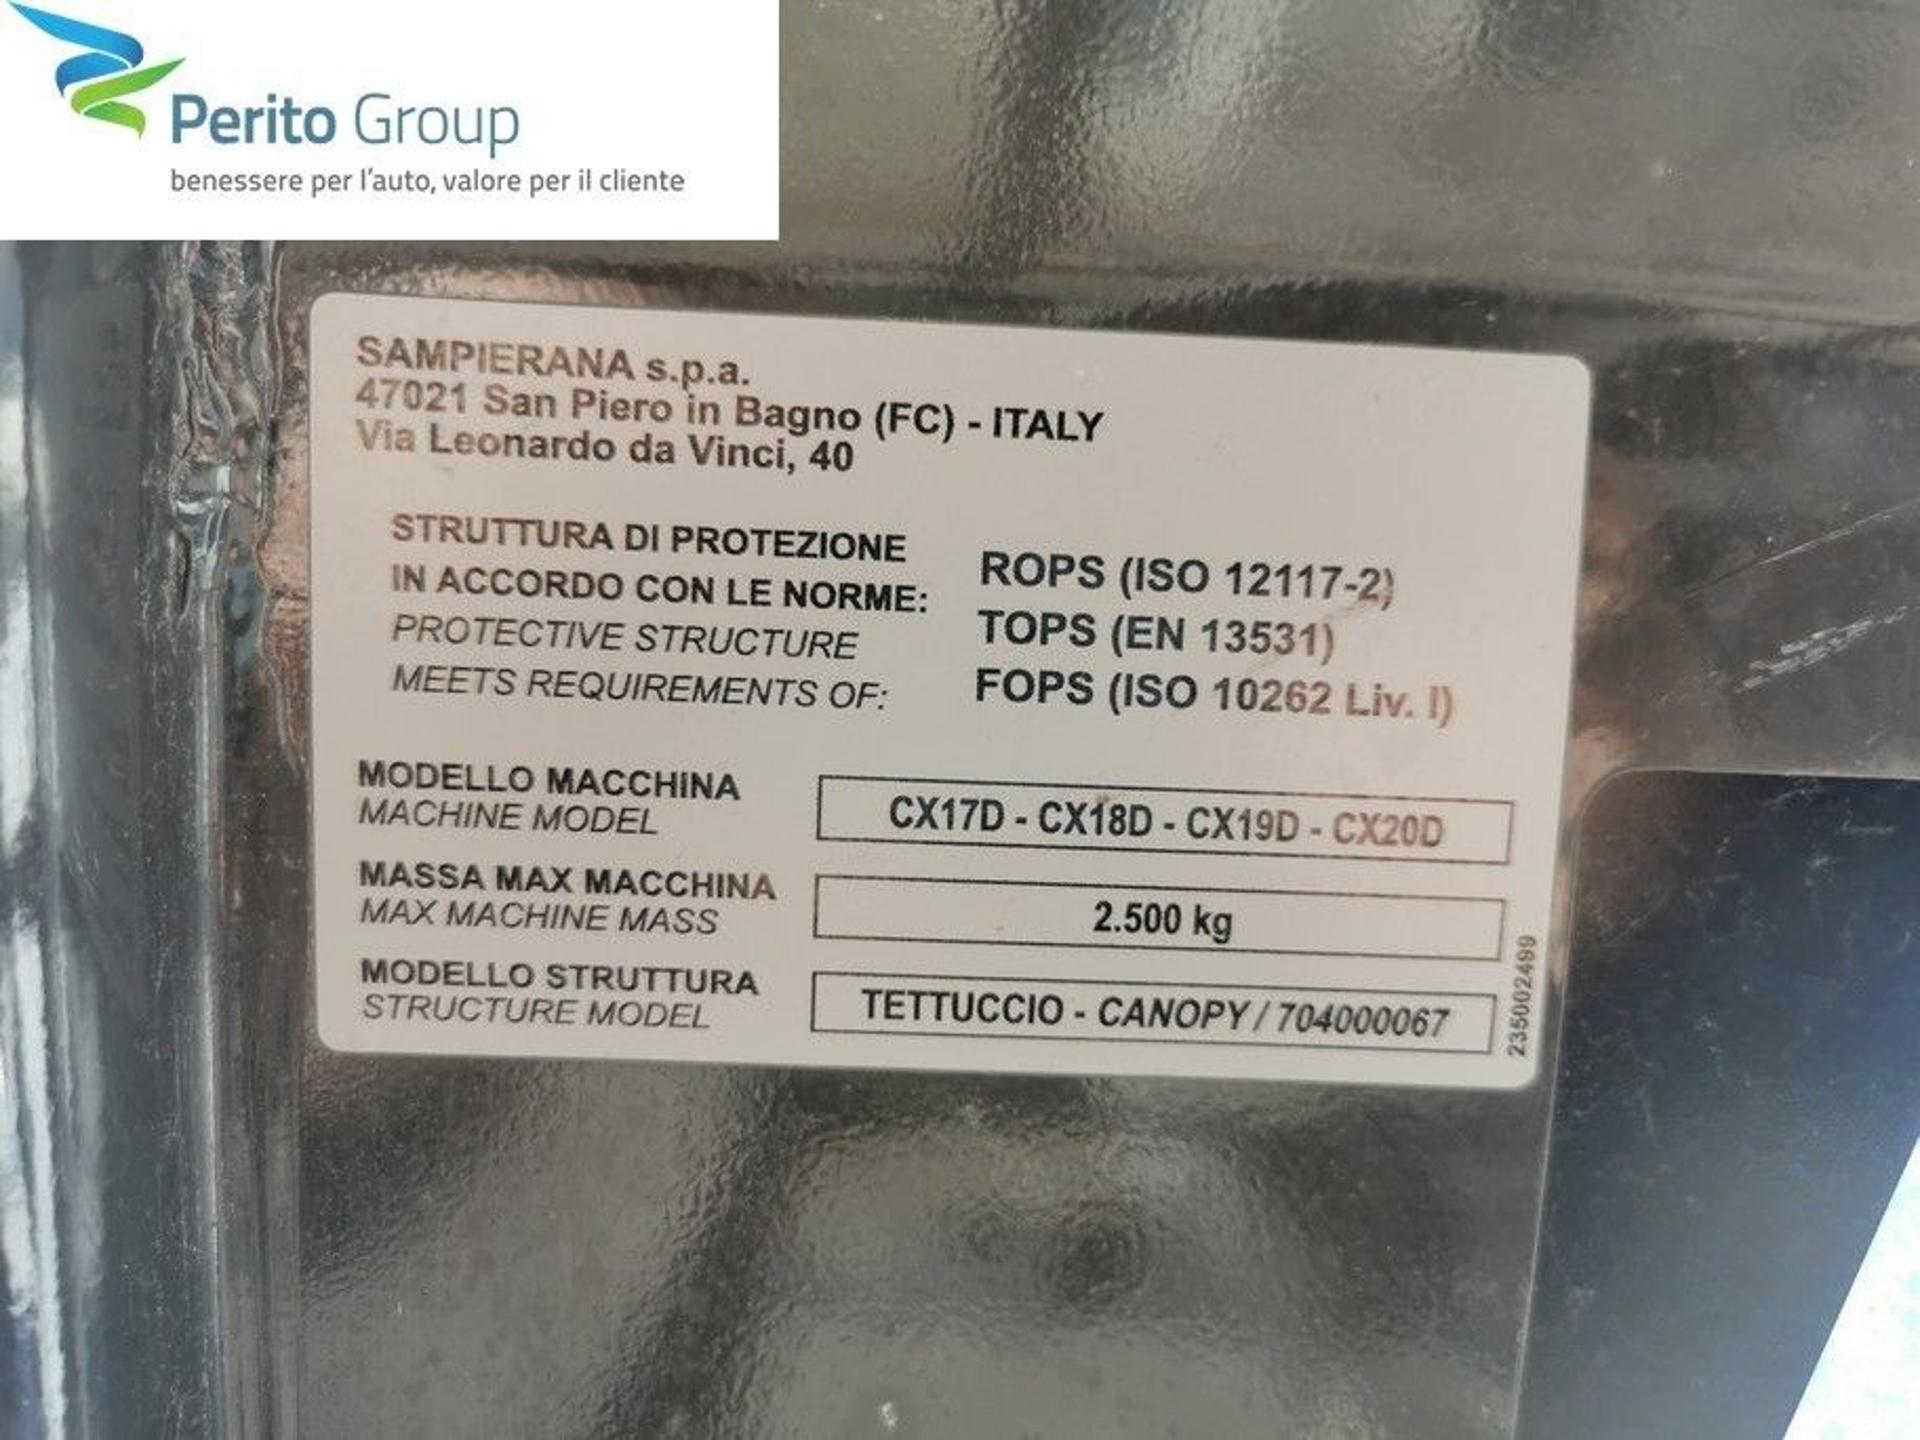 Perito Group
benessere per l'auto, valore per il cliente
SAMPIERANA s.p.a.
47021 San Piero in Bagno (FC) - ITALY
Via Leonardo da Vinci, 40
STRUTTURA DI PROTEZIONE
IN ACCORDO CON LE NORME:
PROTECTIVE STRUCTURE
MEETS REQUIREMENTS OF:
ROPS (ISO 12117-2)
TOPS (EN 13531)
FOPS (ISO 10262 Liv. I)
MODELLO MACCHINA
MACHINE MODEL
CX17D - CX18D - CX19D - CX20D
MASSA MAX MACCHINA
MAX MACHINE MASS
2.500 kg
MODELLO STRUTTURA
STRUCTURE MODEL
TETTUCCIO - CANOPY / 704000067
235002499